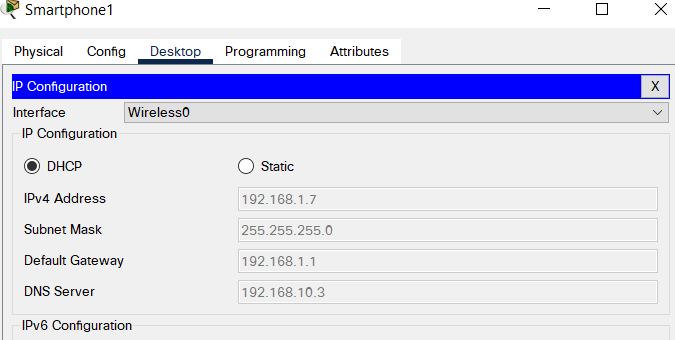 Smartphone1
Physical Config Desktop Programming Attributes
IP Configuration X
Interface Wireless0
IP Configuration
DHCP Static
IPv4 Address 192.168.1.7
Subnet Mask 255.255.255.0
Default Gateway 192.168.1.1
DNS Server 192.168.10.3
IPv6 Configuration